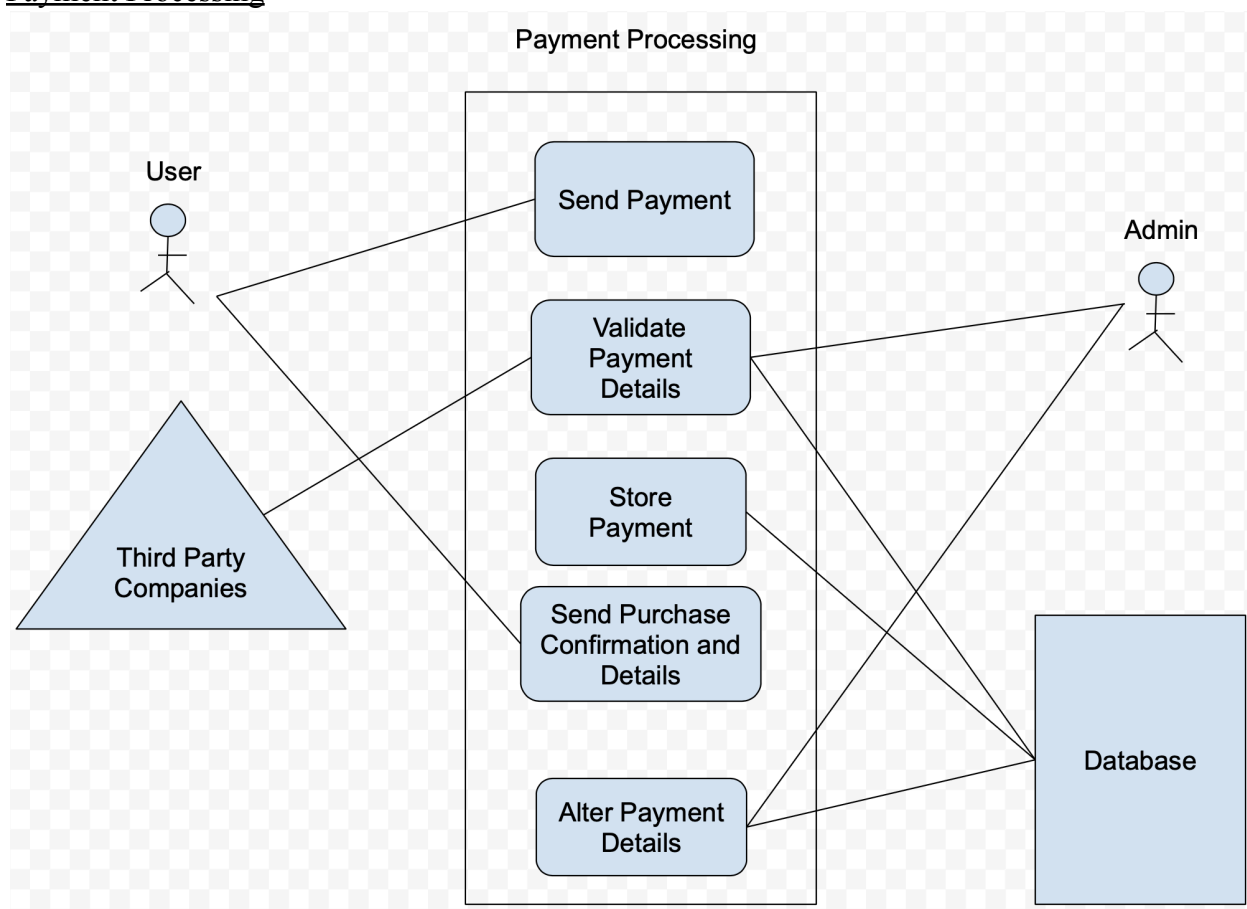 Payment Processing
Payment Processing
User
Send Payment
Admin
Validate
Payment
Details
Store
Payment
Third Party
Companies
Send Purchase
Confirmation and
Details
Database
Alter Payment
Details